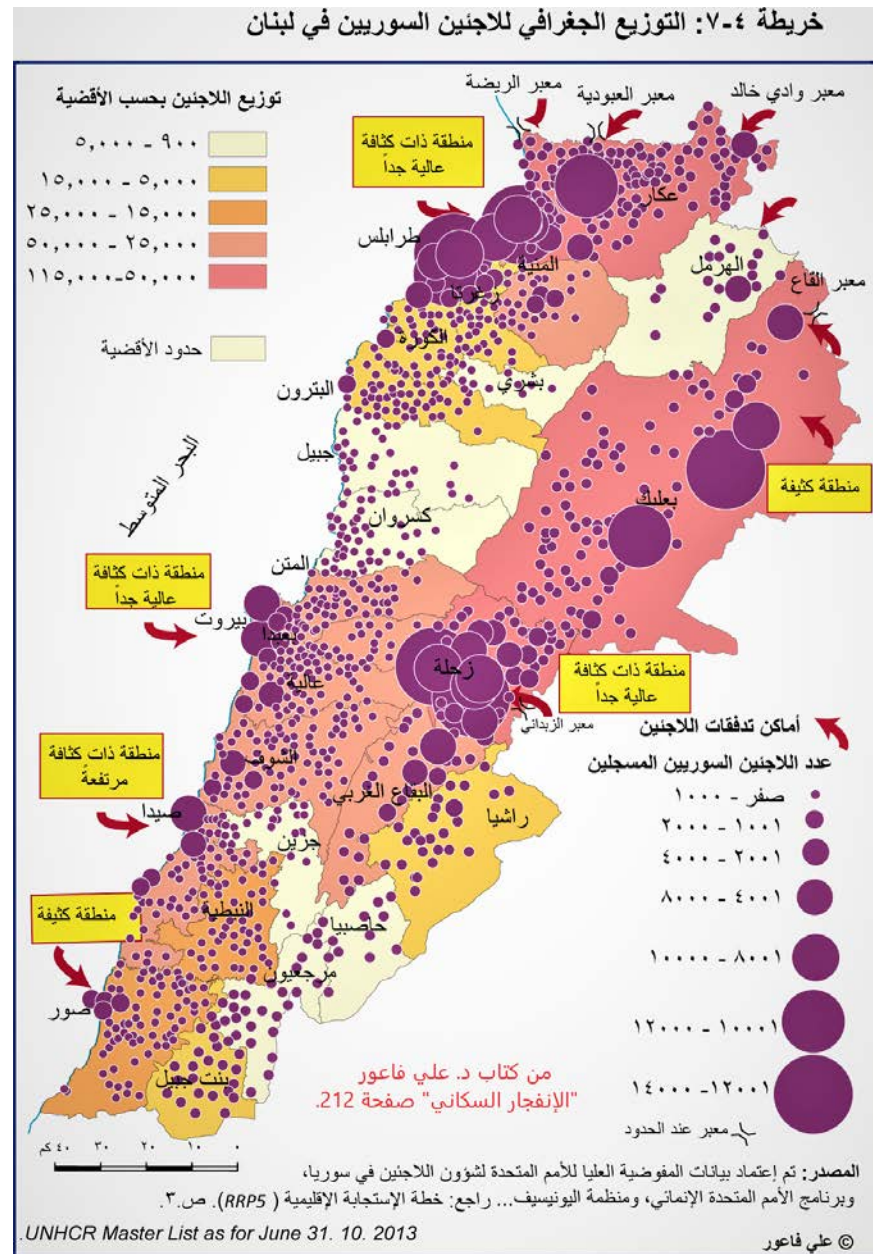 خريطة ٤-٧: التوزيع الجغرافي للاجئين السوريين في لبنان
توزيع اللاجئين بحسب الأقضية
٩٠٠ - ٥,٠٠٠
٥,٠٠٠ - ١٥,٠٠٠
١٥,٠٠٠ - ٢٥,٠٠٠
٢٥,٠٠٠ - ٥٠,٠٠٠
٥٠,٠٠٠-١١٥,٠٠٠
حدود الأقضية
معبر الريضة
معبر العبودية
معبر وادي خالد
منطقة ذات كثافة
عالية جداً
عكار
طرابلس
المنية
الهرمل
معبر القاع
زغرتا
الكورة
بشري
البترون
جبيل
البحر المتوسط
منطقة كثيفة
بعلبك
كسروان
المتن
منطقة ذات كثافة
عالية جداً
بيروت
بعبدا
زحلة
منطقة ذات كثافة
عالية جداً
عالية
معبر الزبداني
أماكن تدفقات اللاجئين
منطقة ذات كثافة
مرتفعة
الشوف
البقاع الغربي
راشيا
صيدا
جزين
عدد اللاجئين السوريين المسجلين
صفر - ١٠٠٠
١٠٠١ - ٢٠٠٠
٢٠٠١ - ٤٠٠٠
٤٠٠١ - ٨٠٠٠
٨٠٠١ - ١٠٠٠٠
١٠٠٠١ - ١٢٠٠٠
١٢٠٠١-١٤٠٠٠
معبر عند الحدود
منطقة كثيفة
النبطية
حاصبيا
مرجعيون
صور
بنت جبيل
من كتاب د. علي فاعور
"الإنفجار السكاني" صفحة 212.
٠ ١٠ ٢٠ ٣٠ ٤٠ كم
المصدر: تم إعتماد بيانات المفوضية العليا للأمم المتحدة لشؤون اللاجئين في سوريا،
وبرنامج الأمم المتحدة الإنمائي، ومنظمة اليونيسيف... راجع: خطة الإستجابة الإقليمية (RRP5). ص.٣.
UNHCR Master List as for June 31. 10. 2013.
© علي فاعور